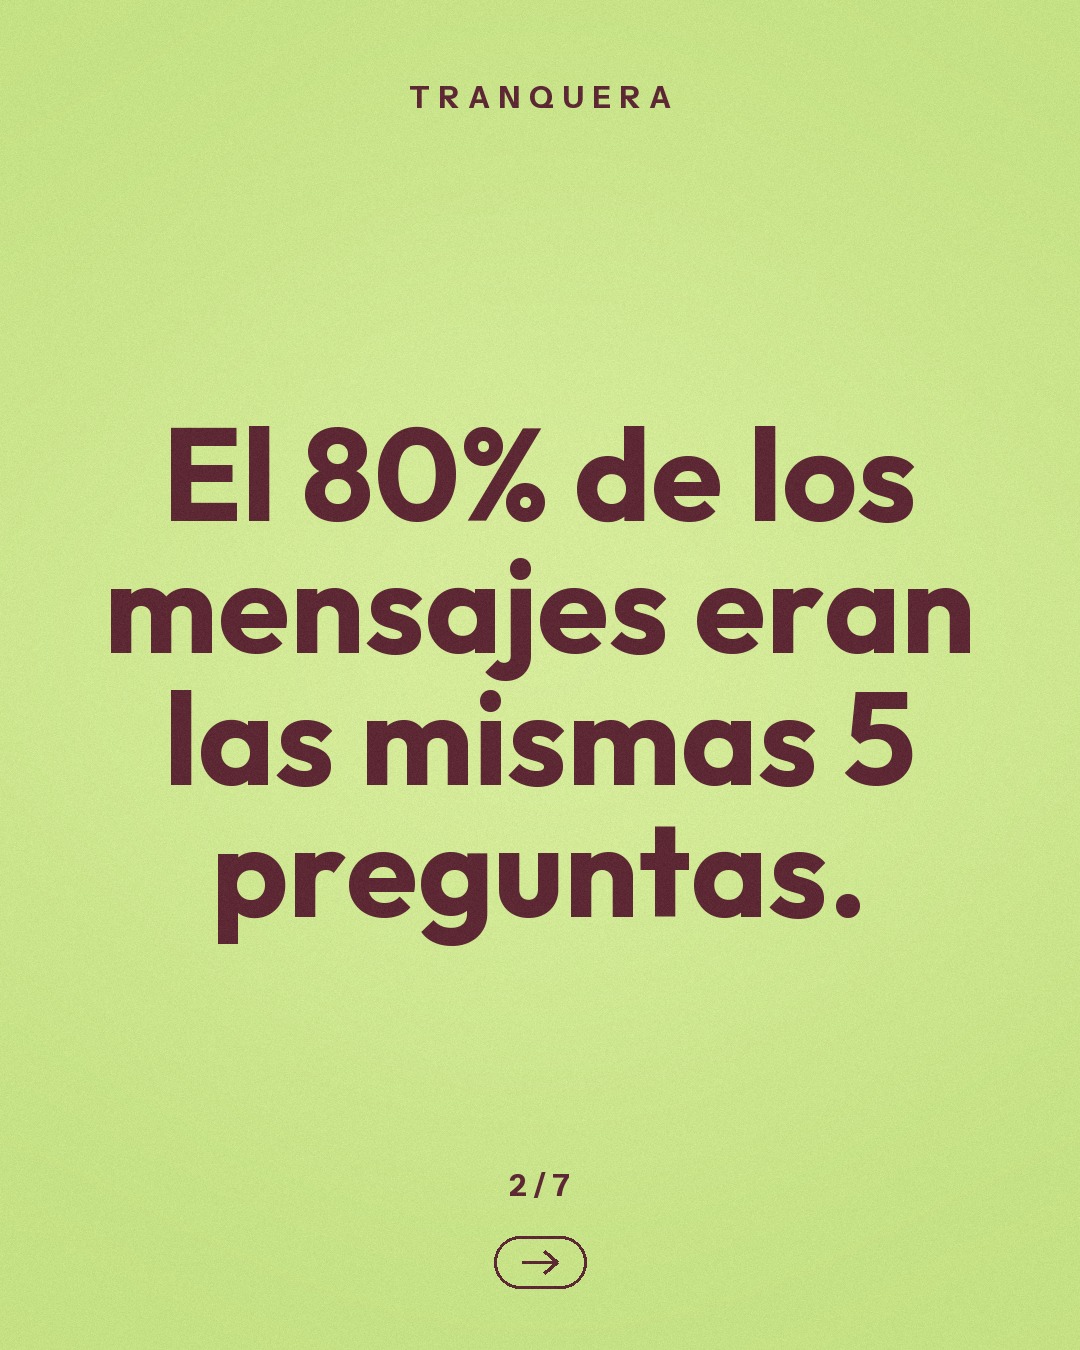 TRANQUERA
El 80% de los
mensajes eran
las mismas 5
preguntas.
2/7